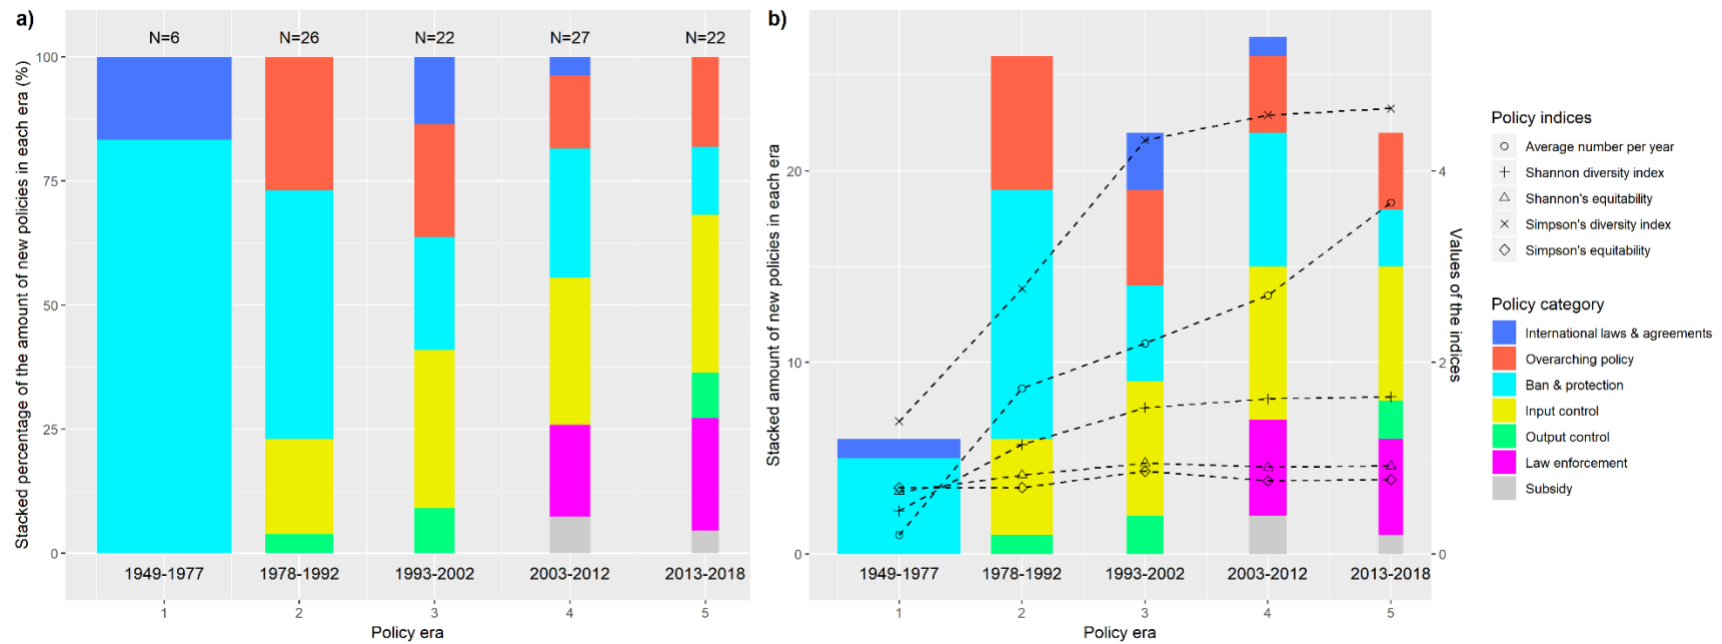 a)
N=6
N=26
N=22
N=27
N=22
Stacked percentage of the amount of new policies in each era (%)
100
75
50
25
0
1949-1977
1978-1992
1993-2002
2003-2012
2013-2018
1
2
3
4
5
Policy era
b)
Stacked amount of new policies in each era
20
10
0
4
2
0
Values of the indices
1949-1977
1978-1992
1993-2002
2003-2012
2013-2018
1
2
3
4
5
Policy era
Policy indices
Average number per year
Shannon diversity index
Shannon's equitability
Simpson's diversity index
Simpson's equitability
Policy category
International laws & agreements
Overarching policy
Ban & protection
Input control
Output control
Law enforcement
Subsidy